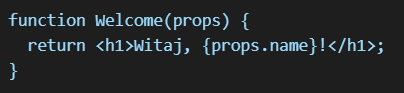 function Welcome(props) {
  return <h1>Witaj, {props.name}!</h1>;
}